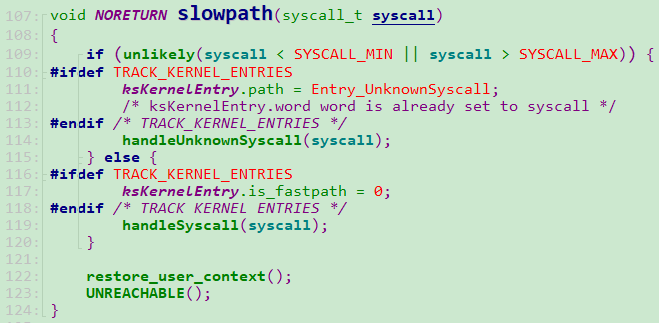 107: void NORETURN slowpath(syscall_t syscall)
108: {
109:     if (unlikely(syscall < SYSCALL_MIN || syscall > SYSCALL_MAX)) {
110: #ifdef TRACK_KERNEL_ENTRIES
111:         ksKernelEntry.path = Entry_UnknownSyscall;
112:         /* ksKernelEntry.word word is already set to syscall */
113: #endif /* TRACK_KERNEL_ENTRIES */
114:         handleUnknownSyscall(syscall);
115:     } else {
116: #ifdef TRACK_KERNEL_ENTRIES
117:         ksKernelEntry.is_fastpath = 0;
118: #endif /* TRACK KERNEL ENTRIES */
119:         handleSyscall(syscall);
120:     }
121:
122:     restore_user_context();
123:     UNREACHABLE();
124: }